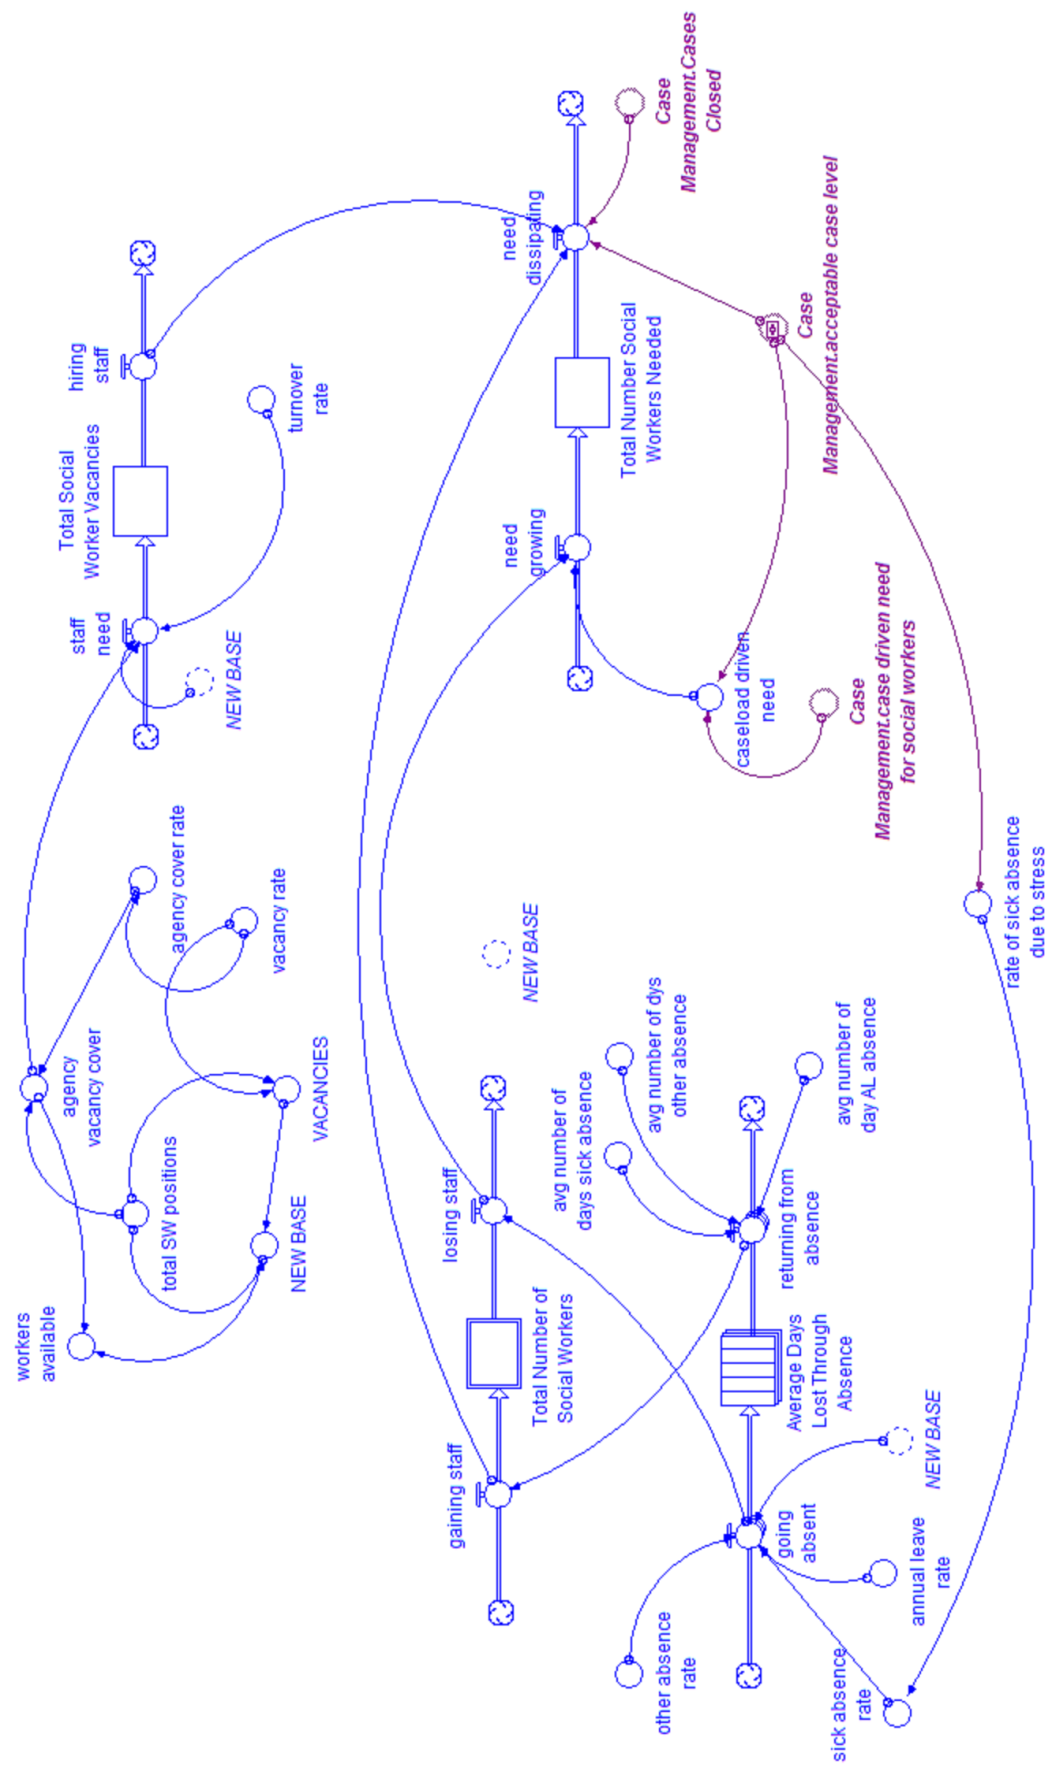 workers
available
agency
vacancy cover
staff
need
Total Social
Worker Vacancies
hiring
staff
total SW positions
agency cover rate
NEW BASE
NEW BASE
VACANCIES
vacancy rate
turnover
rate
gaining staff
losing staff
Total Number of
Social Workers
NEW BASE
need
growing
need
dissipating
Total Number Social
Workers Needed
Case
Management.Cases
Closed
avg number of
days sick absence
avg number of dys
other absence
other absence
rate
caseload driven
need
going
absent
Average Days
Lost Through
Absence
returning from
absence
avg number of
day AL absence
Case
Management.acceptable case level
Case
Management.case driven need
for social workers
sick absence
rate
annual leave
rate
NEW BASE
rate of sick absence
due to stress